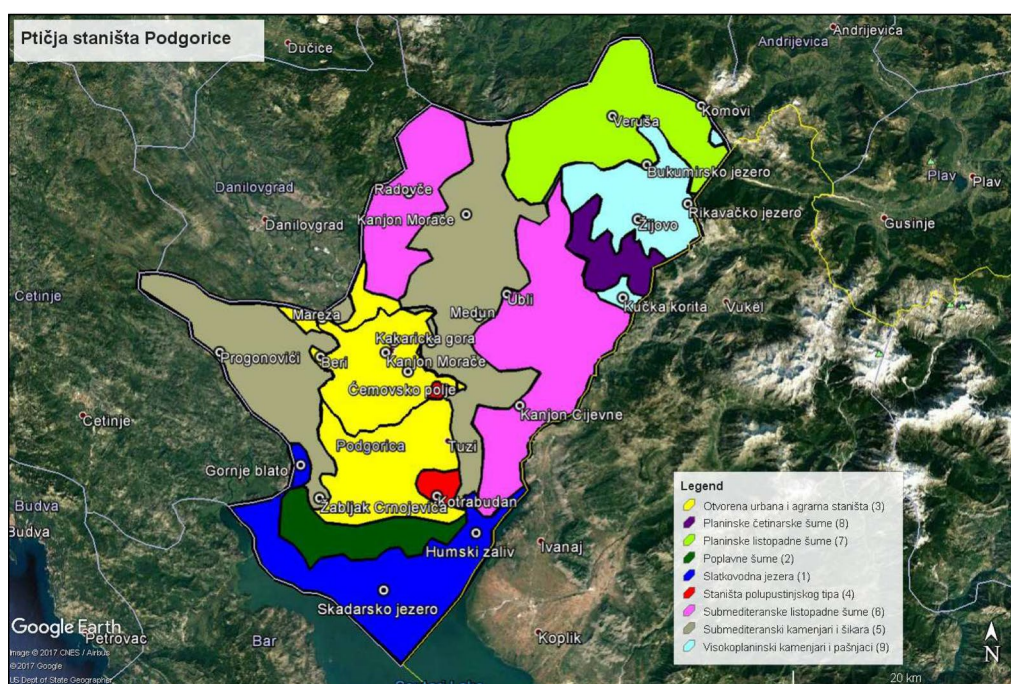 Ptičja staništa Podgorice
Dučice
Andrijevica
Andrijevica
Komovi
Veruša
Bukumirsko jezero
Plav
Plav
Danilovgrad
Radovče
Danilovgrad
Kanjon Morače
Rikavačko jezero
Žijovo
Gusinje
Cetinje
Ubli
Kučka korita
Vukël
Mareza
Medun
Kakaricka gora
Progonovići
Beri
Kanjon Morače
Ćemovsko polje
Cetinje
Kanjon Cijevne
Podgorica
Tuzi
Gornje blato
Budva
Budva
Žabljak Crnojevića
Kotrabudan
Humski zaliv
Ivanaj
Skadarsko jezero
Petrovac
Bar
Koplik
Legend
Otvorena urbana i agrarna staništa (3)
Planinske četinarske šume (8)
Planinske listopadne šume (7)
Poplavne šume (2)
Slatkovodna jezera (1)
Staništa polupustinjskog tipa (4)
Submediteranske listopadne šume (6)
Submediteranski kamenjari i šikara (5)
Visokoplaninski kamenjari i pašnjaci (9)
Google Earth
Image © 2017 CNES / Airbus
© 2017 Google
US Dept of State Geographer
N
20 km